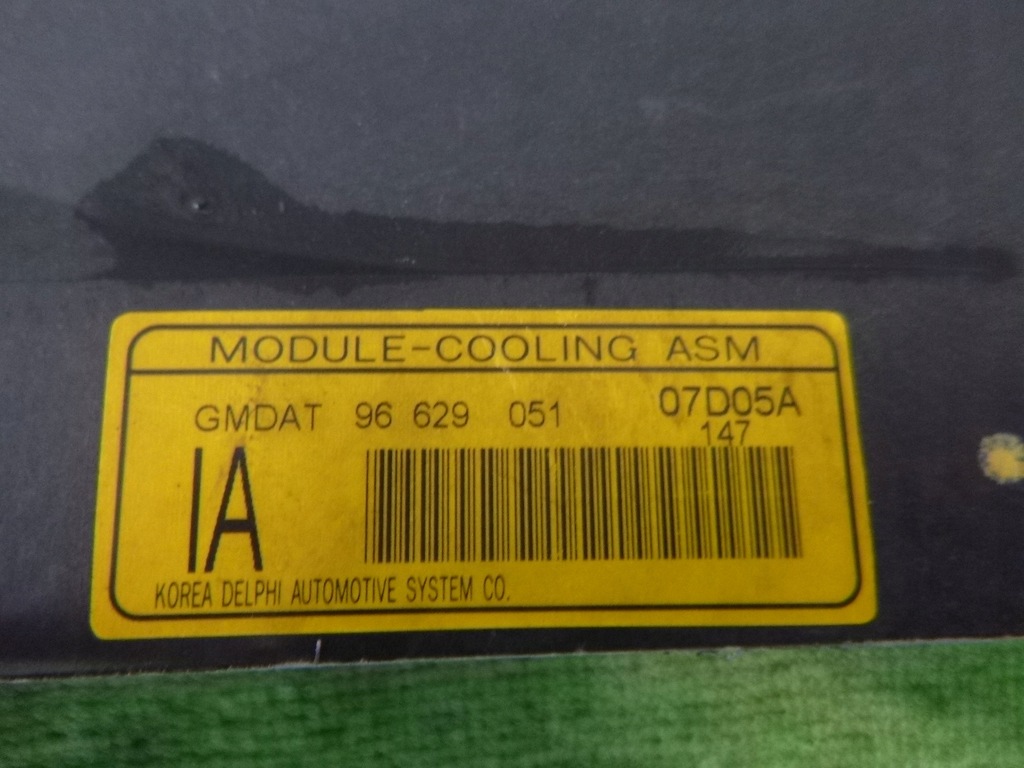 MODULE-COOLING ASM
GMDAT 96 629 051 07D05A
147
IA
KOREA DELPHI AUTOMOTIVE SYSTEM CO.